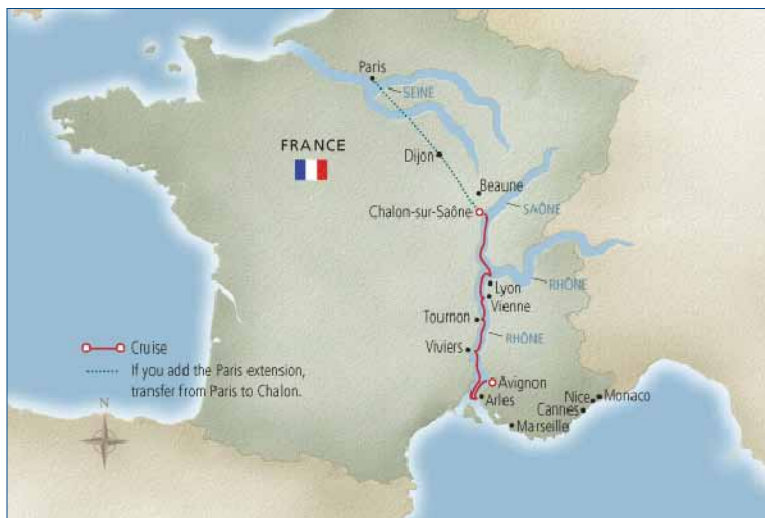 Paris
SEINE
FRANCE
Dijon
Beaune
Chalon-sur-Saône
SAÔNE
Lyon
RHÔNE
Vienne
Tournon
RHÔNE
Cruise
Viviers
If you add the Paris extension,
transfer from Paris to Chalon.
Avignon
Arles
Nice
Monaco
Cannes
Marseille
N